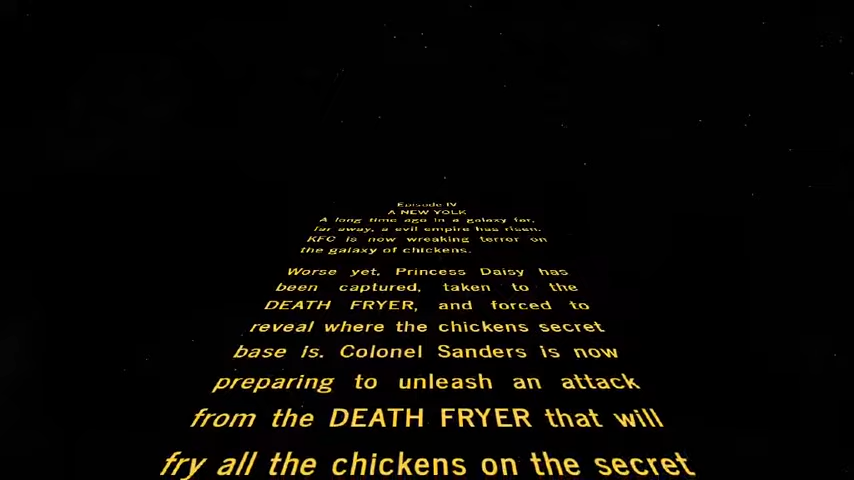 Episode IV
A NEW YOLK
A long time ago in a galaxy far,
far away, a evil empire has risen.
KFC is now wreaking terror on
the galaxy of chickens.
Worse yet, Princess Daisy has
been captured, taken to the
DEATH FRYER, and forced to
reveal where the chickens secret
base is. Colonel Sanders is now
preparing to unleash an attack
from the DEATH FRYER that will
fry all the chickens on the secret